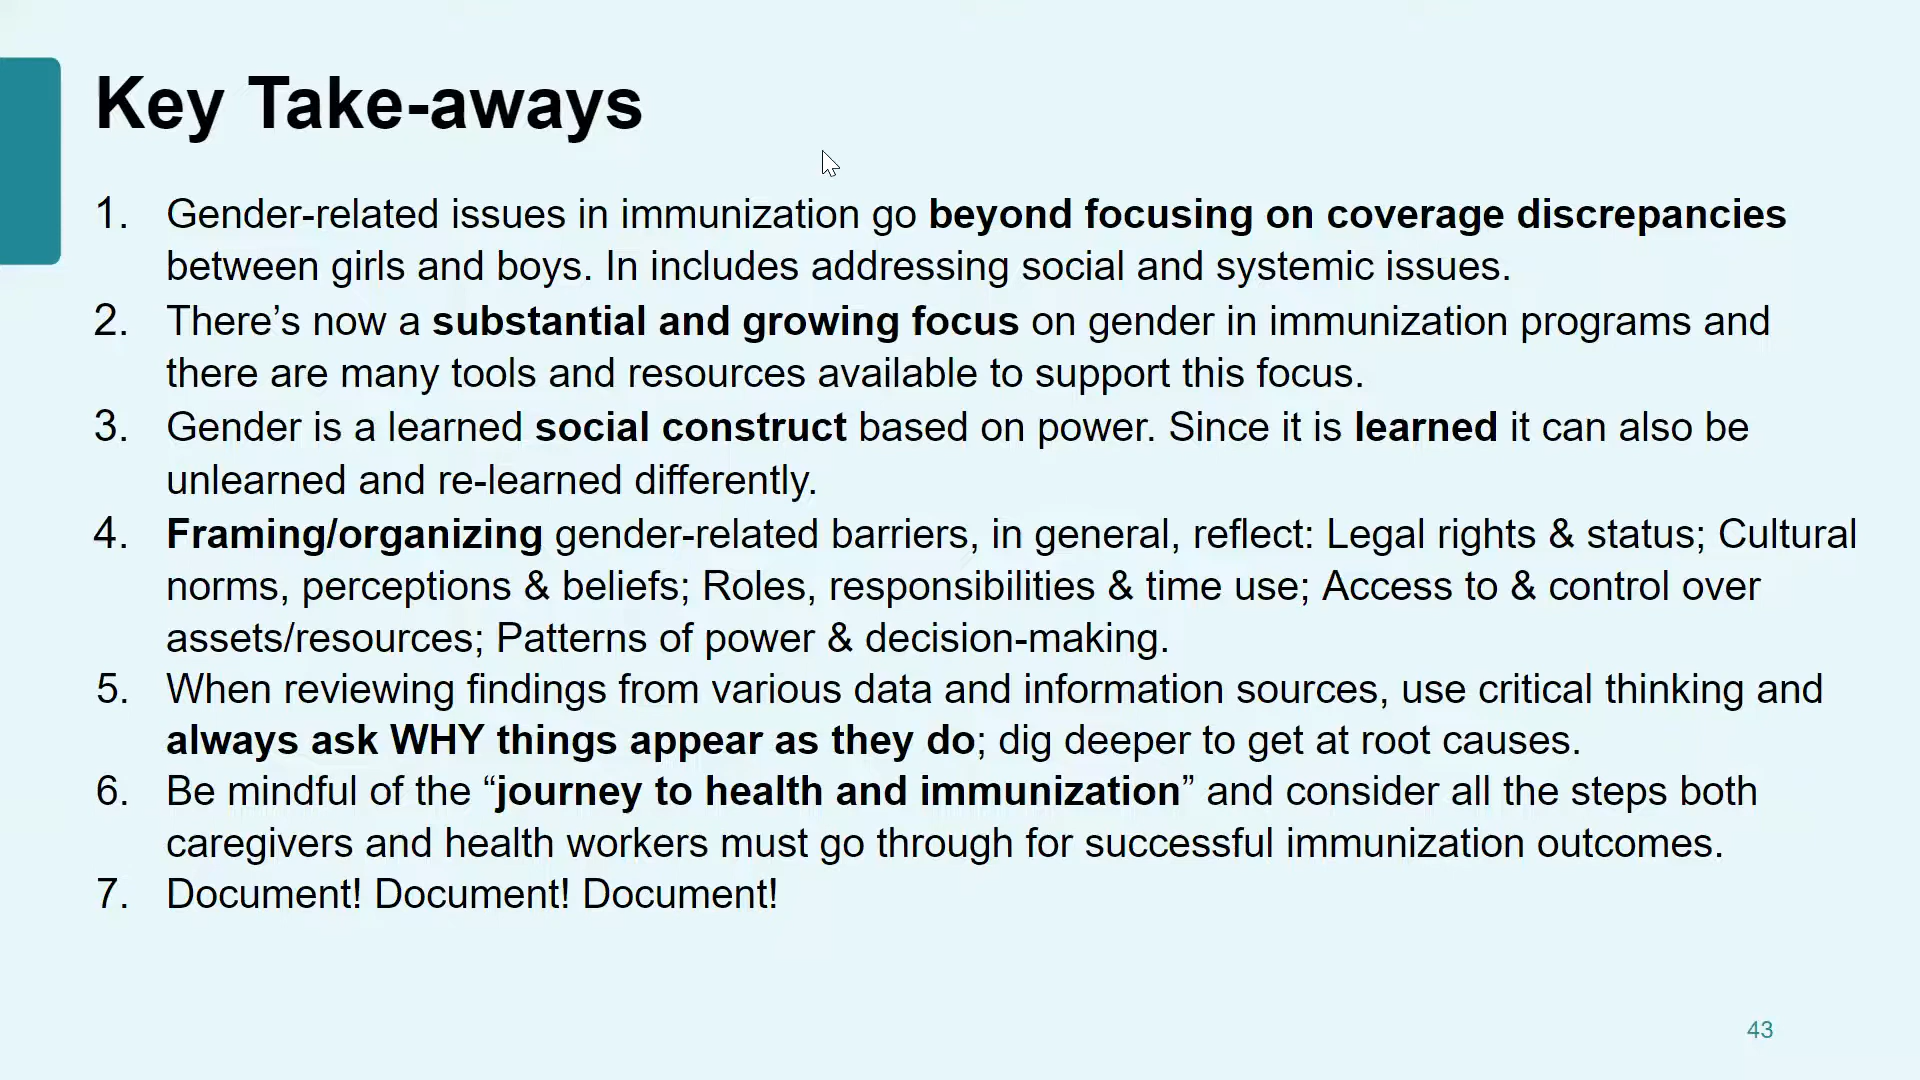 Key Take-aways
1. Gender-related issues in immunization go beyond focusing on coverage discrepancies
between girls and boys. In includes addressing social and systemic issues.
2. There’s now a substantial and growing focus on gender in immunization programs and
there are many tools and resources available to support this focus.
3. Gender is a learned social construct based on power. Since it is learned it can also be
unlearned and re-learned differently.
4. Framing/organizing gender-related barriers, in general, reflect: Legal rights & status; Cultural
norms, perceptions & beliefs; Roles, responsibilities & time use; Access to & control over
assets/resources; Patterns of power & decision-making.
5. When reviewing findings from various data and information sources, use critical thinking and
always ask WHY things appear as they do; dig deeper to get at root causes.
6. Be mindful of the “journey to health and immunization” and consider all the steps both
caregivers and health workers must go through for successful immunization outcomes.
7. Document! Document! Document!
43